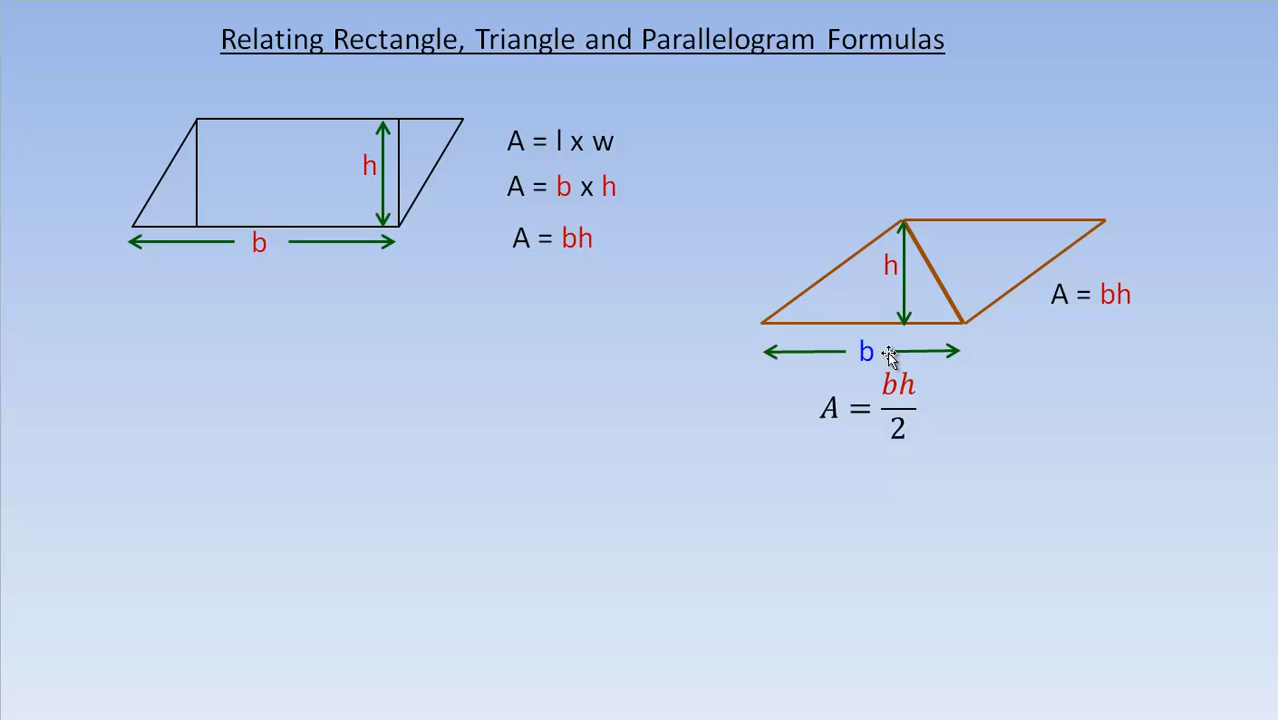 Relating Rectangle, Triangle and Parallelogram Formulas
h
b
A = l x w
A = b x h
A = bh
h
b
A = bh
A = bh/2